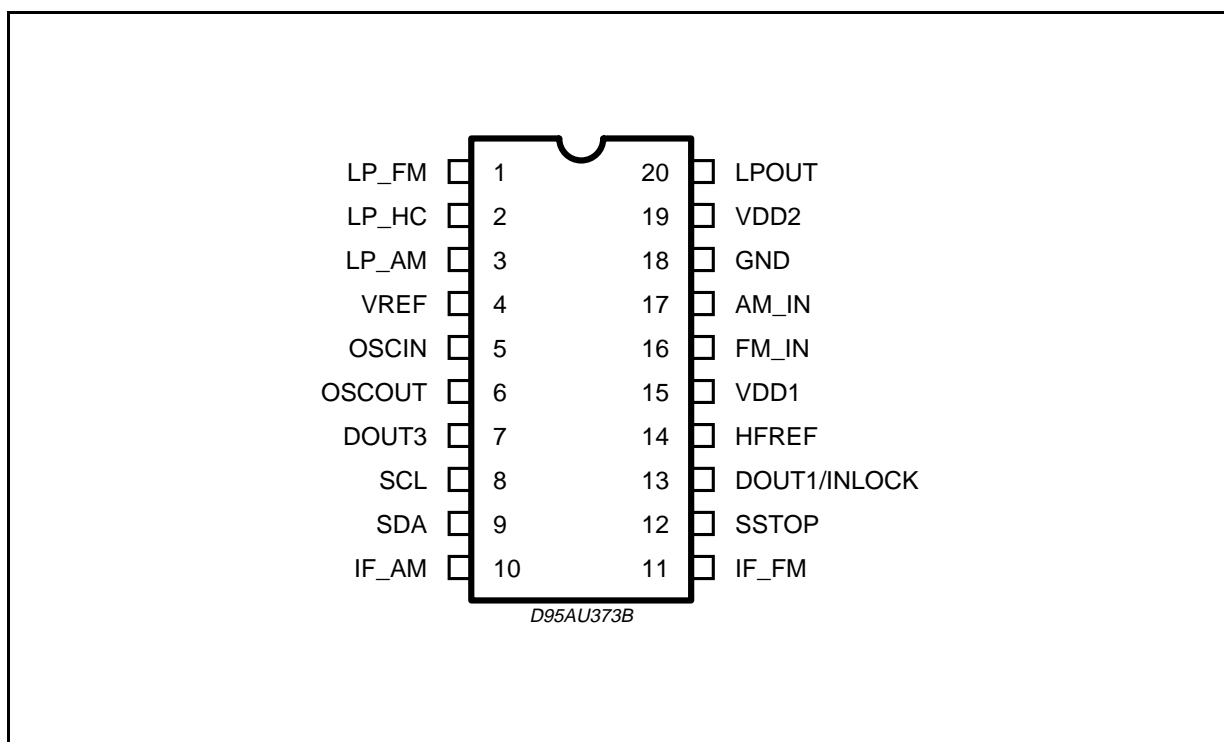 LP_FM 1 20 LPOUT
LP_HC 2 19 VDD2
LP_AM 3 18 GND
VREF 4 17 AM_IN
OSCIN 5 16 FM_IN
OSCOUT 6 15 VDD1
DOUT3 7 14 HFREF
SCL 8 13 DOUT1/INLOCK
SDA 9 12 SSTOP
IF_AM 10 11 IF_FM
D95AU373B